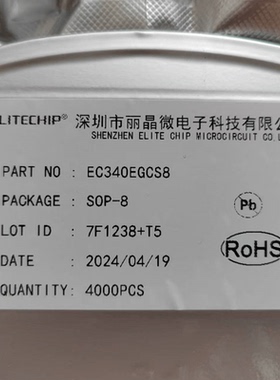 LITECHIP® 深圳市丽晶微电子科技有限公
SHENZHEN ELITE CHIP MICROCIRCUIT CO.
PART NO : EC340EGCS8
PACKAGE: SOP-8
LOT ID : 7F1238+T5
DATE : 2024/04/19
QUANTITY: 4000PCS
Pb
RoHS